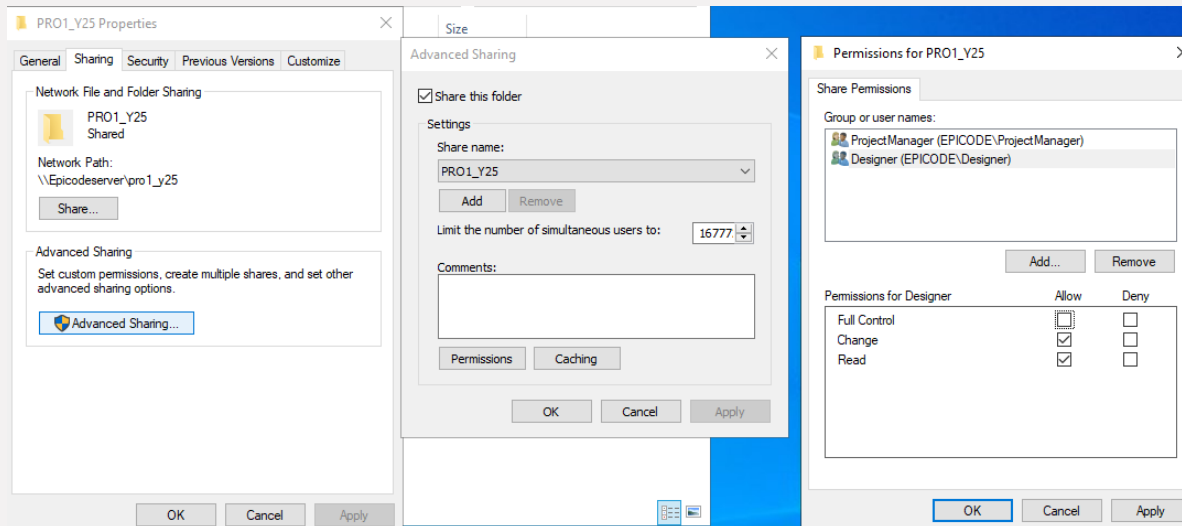 PRO1_Y25 Properties
General Sharing Security Previous Versions Customize
Network File and Folder Sharing
PRO1_Y25
Shared
Network Path:
\\Epicodeserver\pro1_y25
Share...
Advanced Sharing
Set custom permissions, create multiple shares, and set other
advanced sharing options.
Advanced Sharing...
OK Cancel Apply
Size
Advanced Sharing
Share this folder
Settings
Share name:
PRO1_Y25
Add Remove
Limit the number of simultaneous users to: 16777
Comments:
Permissions Caching
OK Cancel Apply
Permissions for PRO1_Y25
Share Permissions
Group or user names:
ProjectManager (EPICODE\ProjectManager)
Designer (EPICODE\Designer)
Add... Remove
Permissions for Designer Allow Deny
Full Control
Change
Read
OK Cancel Apply